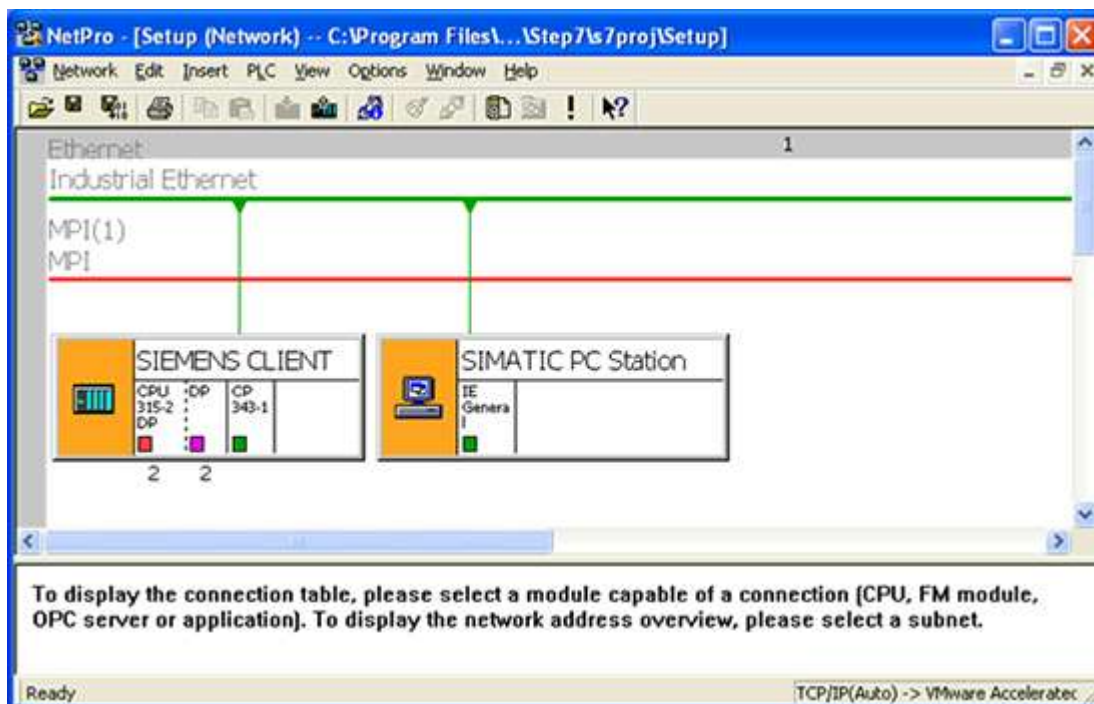 NetPro - [Setup (Network) -- C:\Program Files\...\Step7\s7proj\Setup]
Network Edit Insert PLC View Options Window Help
Ethernet 1
Industrial Ethernet
MPI(1)
MPI
SIEMENS CLIENT
CPU 315-2 DP
DP
CP 343-1
2 2
SIMATIC PC Station
IE Genera l
To display the connection table, please select a module capable of a connection (CPU, FM module,
OPC server or application). To display the network address overview, please select a subnet.
Ready TCP/IP(Auto) -> VMware Acceleratec